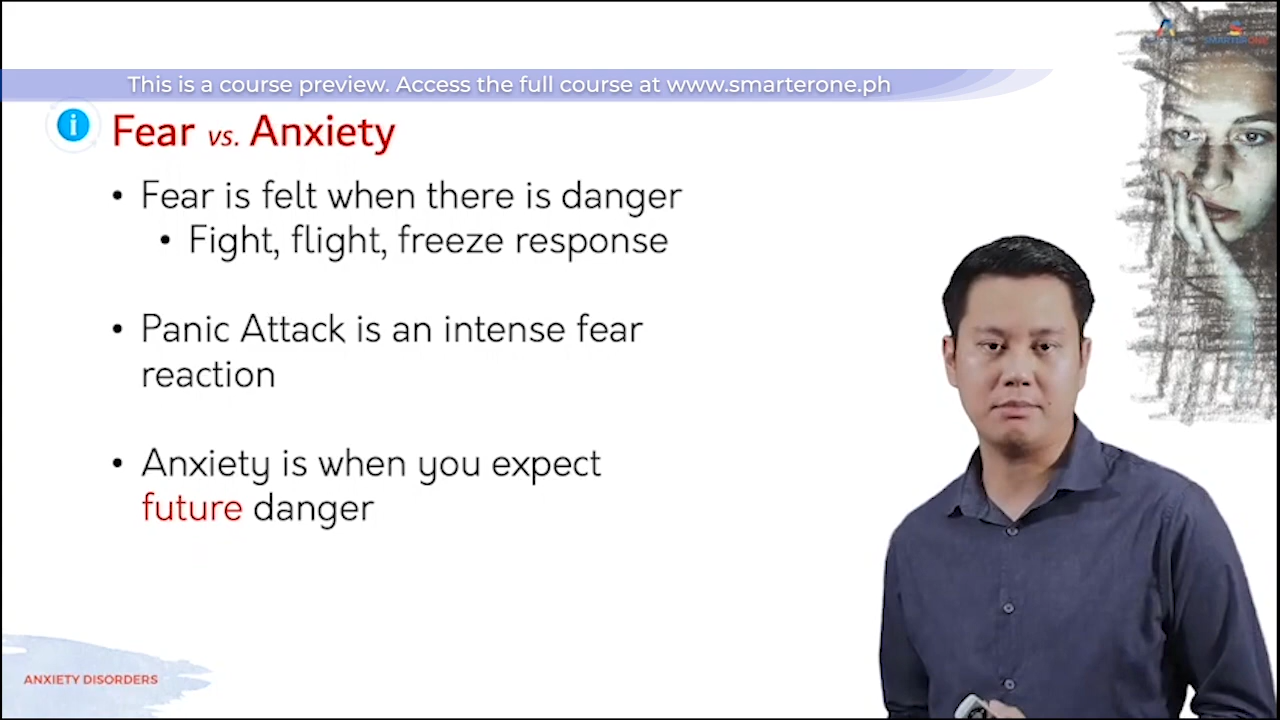 This is a course preview. Access the full course at www.smarterone.ph
Fear vs. Anxiety
• Fear is felt when there is danger
• Fight, flight, freeze response
• Panic Attack is an intense fear
reaction
• Anxiety is when you expect
future danger
ANXIETY DISORDERS